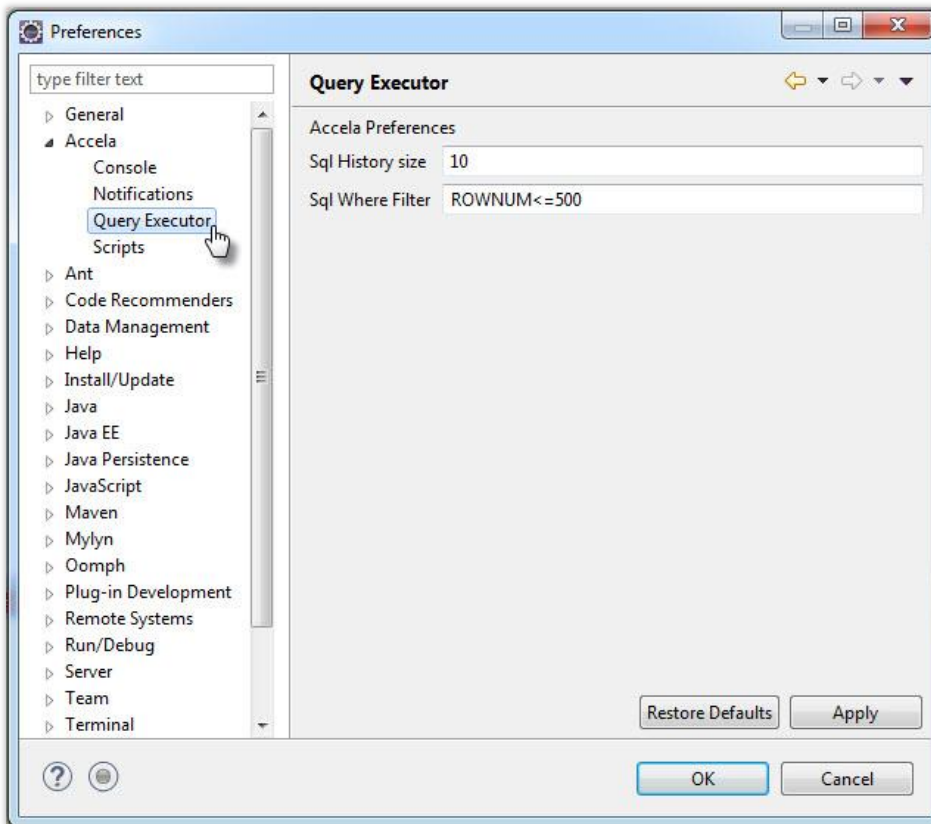 Preferences
type filter text
General
Accela
Console
Notifications
Query Executor
Scripts
Ant
Code Recommenders
Data Management
Help
Install/Update
Java
Java EE
Java Persistence
JavaScript
Maven
Mylyn
Oomph
Plug-in Development
Remote Systems
Run/Debug
Server
Team
Terminal
Query Executor
Accela Preferences
Sql History size 10
Sql Where Filter ROWNUM<=500
Restore Defaults Apply
? OK Cancel